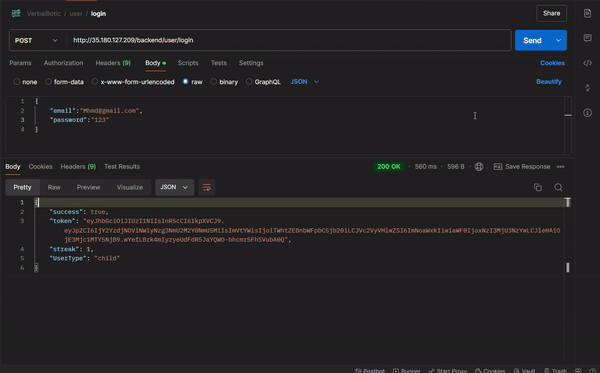 VerbalBotic / user / login
Share
POST
http://35.180.127.209/backend/user/login
Send
Params Authorization Headers (9) Body Scripts Tests Settings Cookies
none form-data x-www-form-urlencoded raw binary GraphQL JSON Beautify
1 {
2 "email":"Mhmd@gmail.com",
3 "password":"123"
4 }
Body Cookies Headers (9) Test Results 200 OK 560 ms 596 B Save Response
Pretty Raw Preview Visualize JSON
1 {
2 "success": true,
3 "token":
4 "streak": 1,
5 "UserType": "child"
6 }
Postbot Runner Start Proxy Cookies Vault Trash